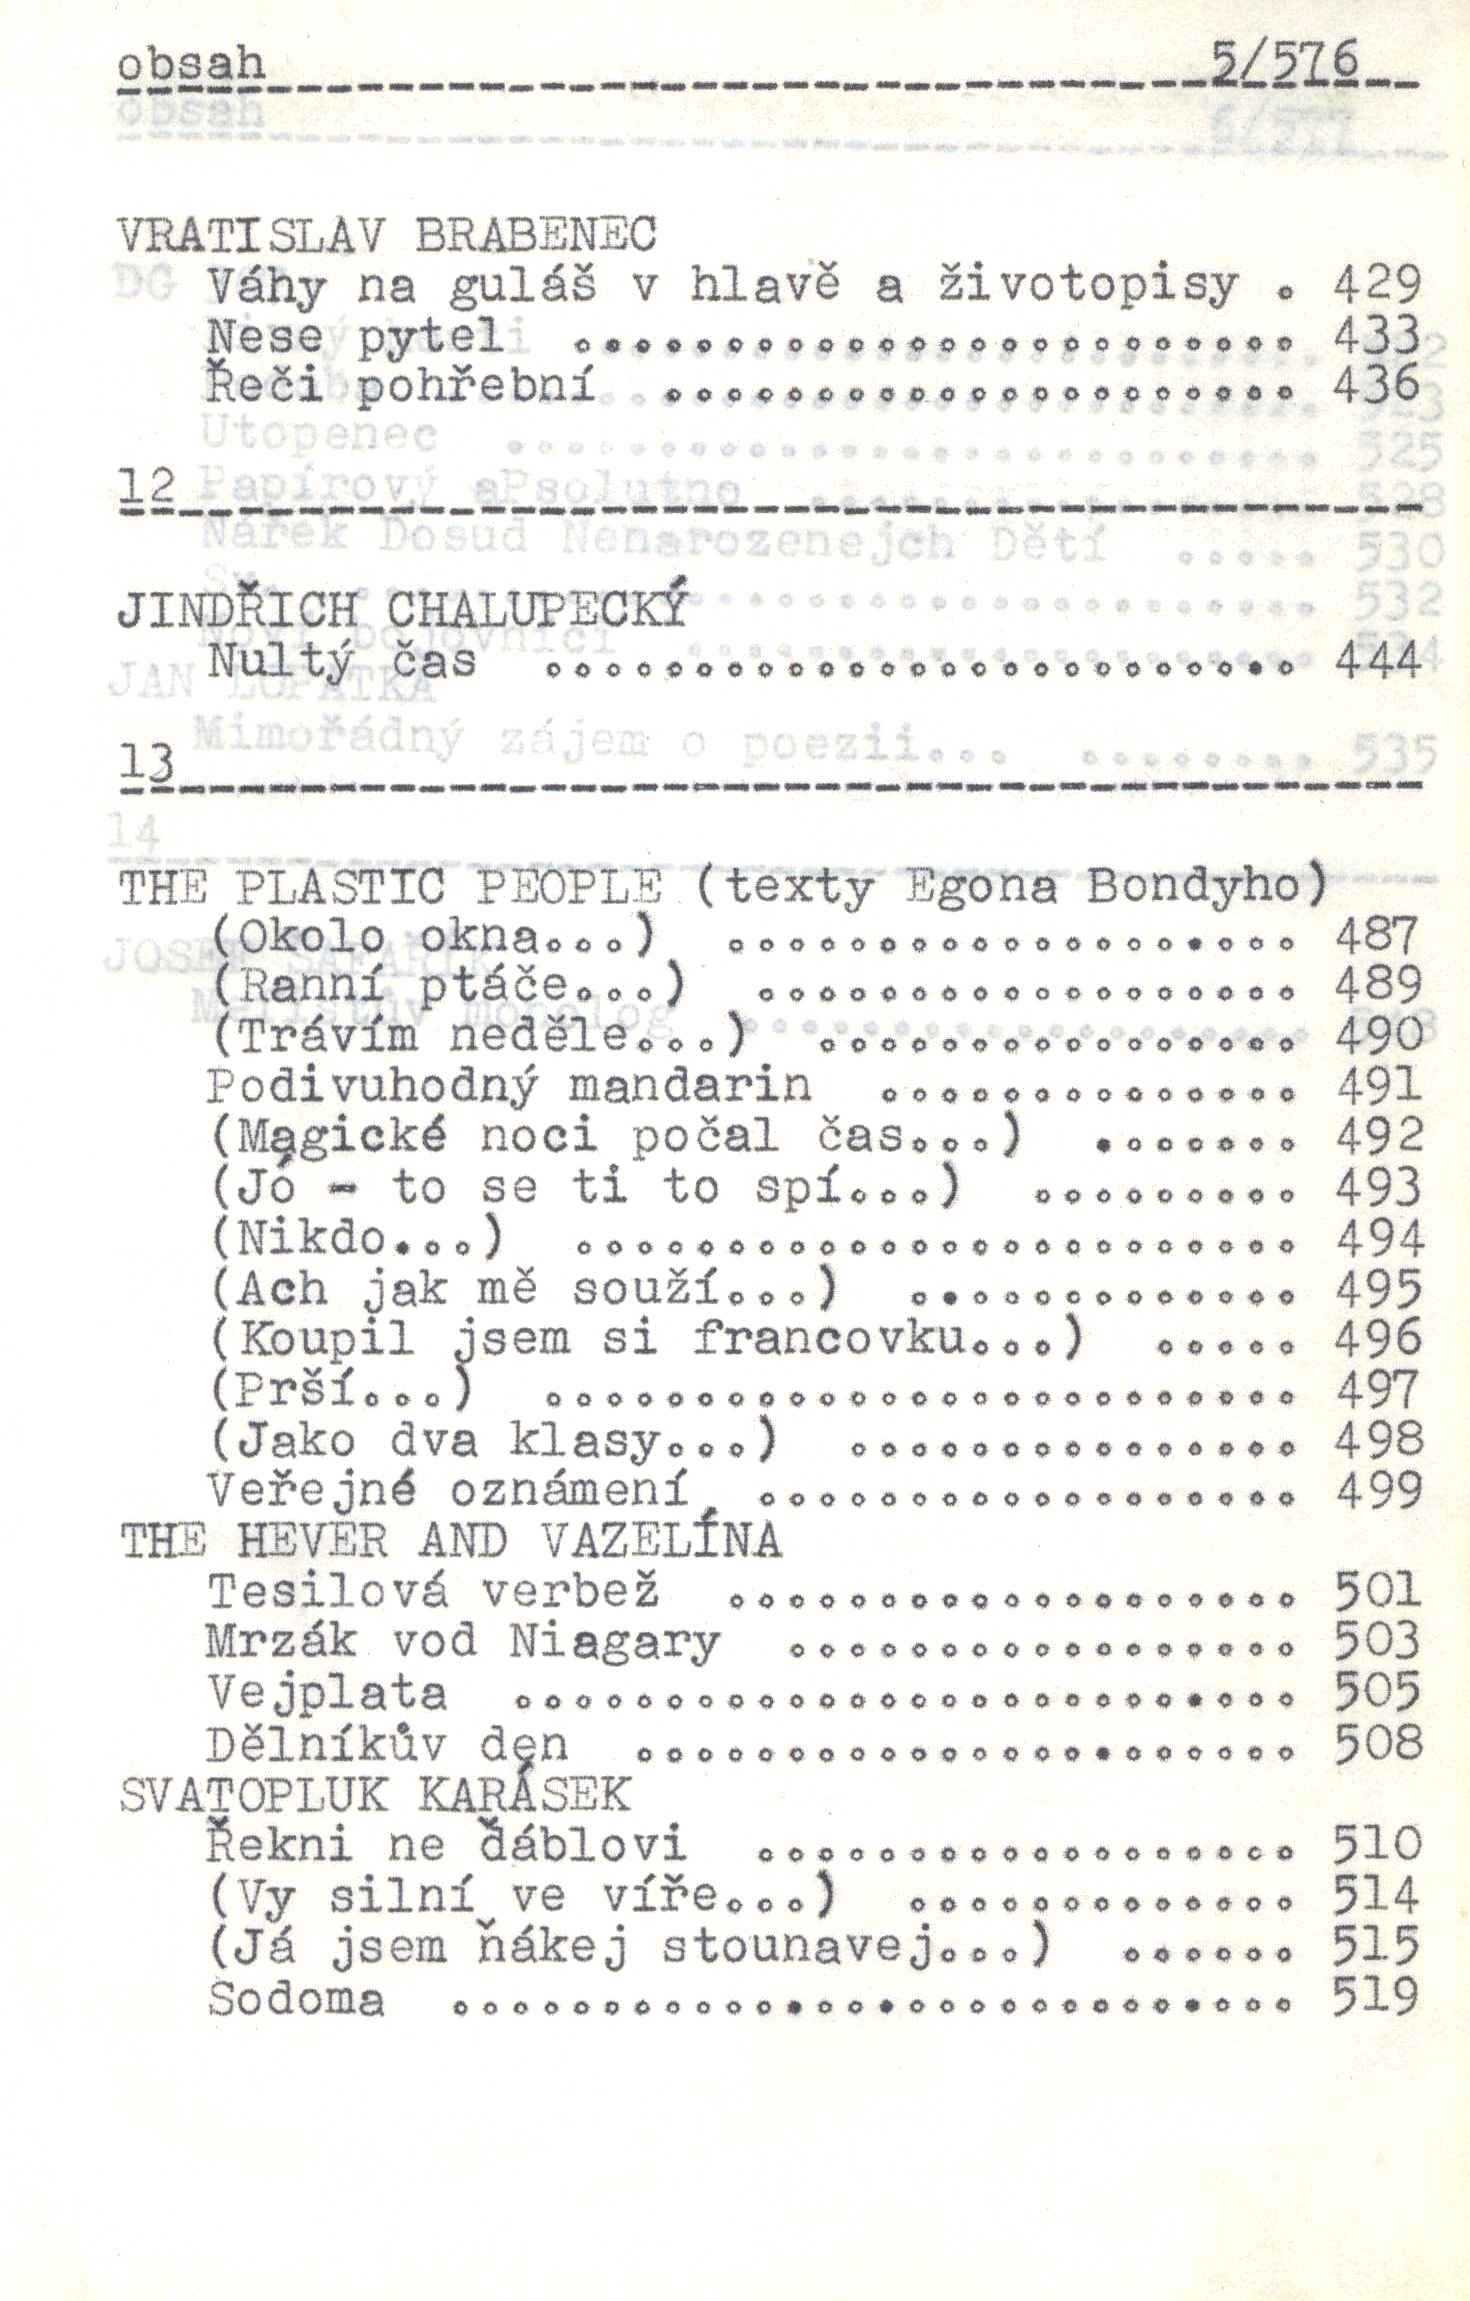 obsah 5/576
VRATISLAV BRABENEC
Váhy na guláš v hlavě a životopisy . 429
Nese pytel ........................ 433
Řeči pohřební ..................... 436
12
JINDŘICH CHALUPECKÝ
Nultý čas ......................... 444
13
THE PLASTIC PEOPLE (texty Egona Bondyho)
(Okolo okna...) ................... 487
(Ranní ptáče...) .................. 489
(Trávím neděle...) ................ 490
Podivuhodný mandarin .............. 491
(Magické noci počal čas...) ....... 492
(Jó - to se ti to spí...) ......... 493
(Nikdo...) ........................ 494
(Ach jak mě souží...) ............. 495
(Koupil jsem si francovku...) ..... 496
(Prší...) ......................... 497
(Jako dva klasy...) ............... 498
Veřejné oznámení .................. 499
THE HEVER AND VAZELÍNA
Tesilová verbež ................... 501
Mrzák vod Niagary ................. 503
Vejplata .......................... 505
Dělníkův den ...................... 508
SVATOPLUK KARÁSEK
Řekni ne ďáblovi .................. 510
(Vy silní ve víře...) ............. 514
(Já jsem ňákej stounavej...) ...... 515
Sodoma ............................ 519